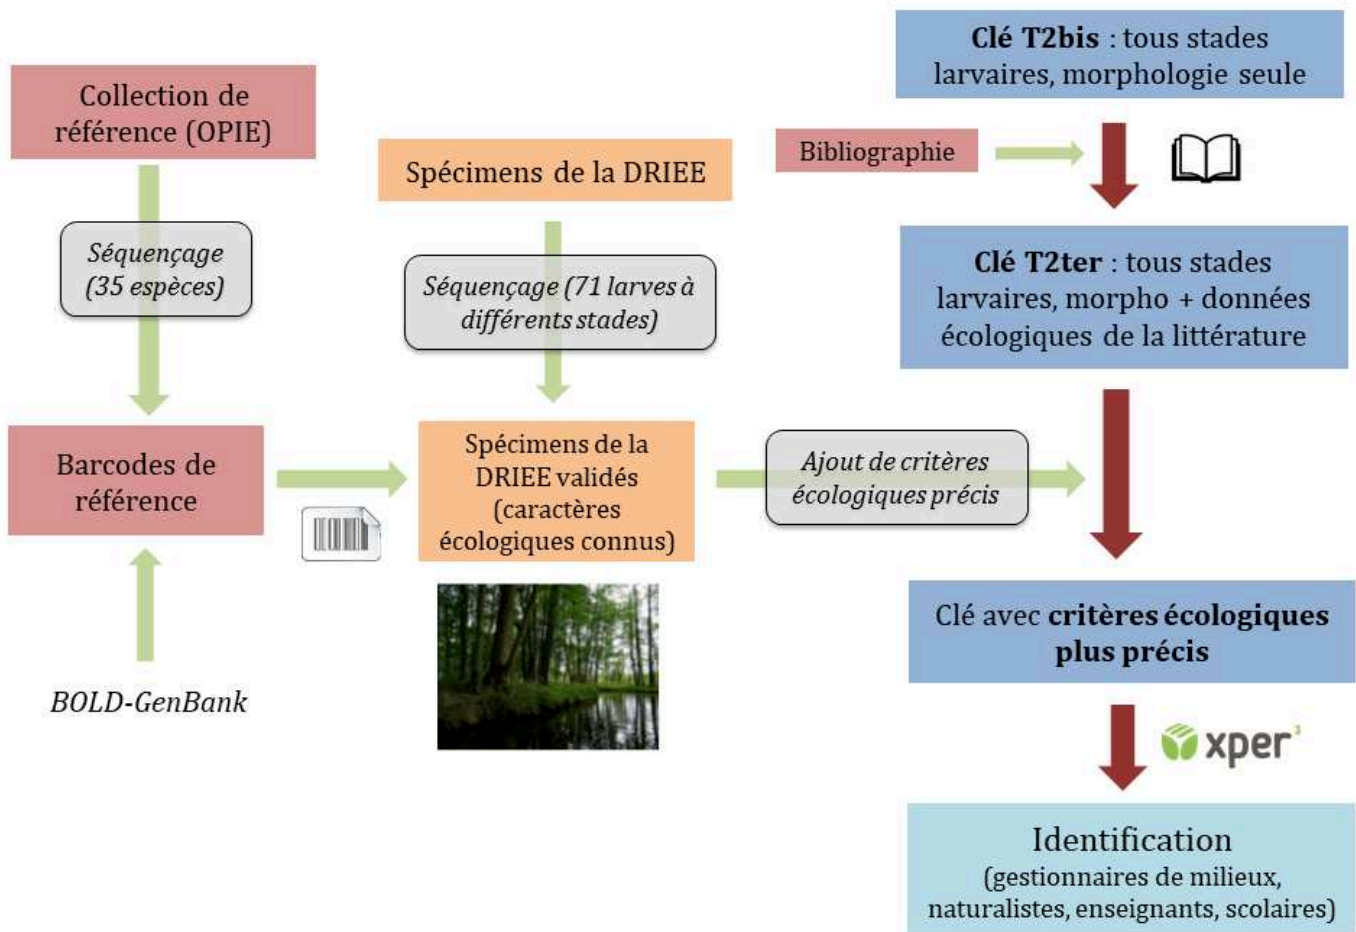 Collection de
référence (OPIE)
Séquençage
(35 espèces)
Barcodes de
référence
BOLD-GenBank
Spécimens de la DRIEE
Séquençage (71 larves à
différents stades)
Spécimens de la
DRIEE validés
(caractères
écologiques connus)
Clé T2bis : tous stades
larvaires, morphologie seule
Bibliographie
Clé T2ter : tous stades
larvaires, morpho + données
écologiques de la littérature
Ajout de critères
écologiques précis
Clé avec critères écologiques
plus précis
xper³
Identification
(gestionnaires de milieux,
naturalistes, enseignants, scolaires)